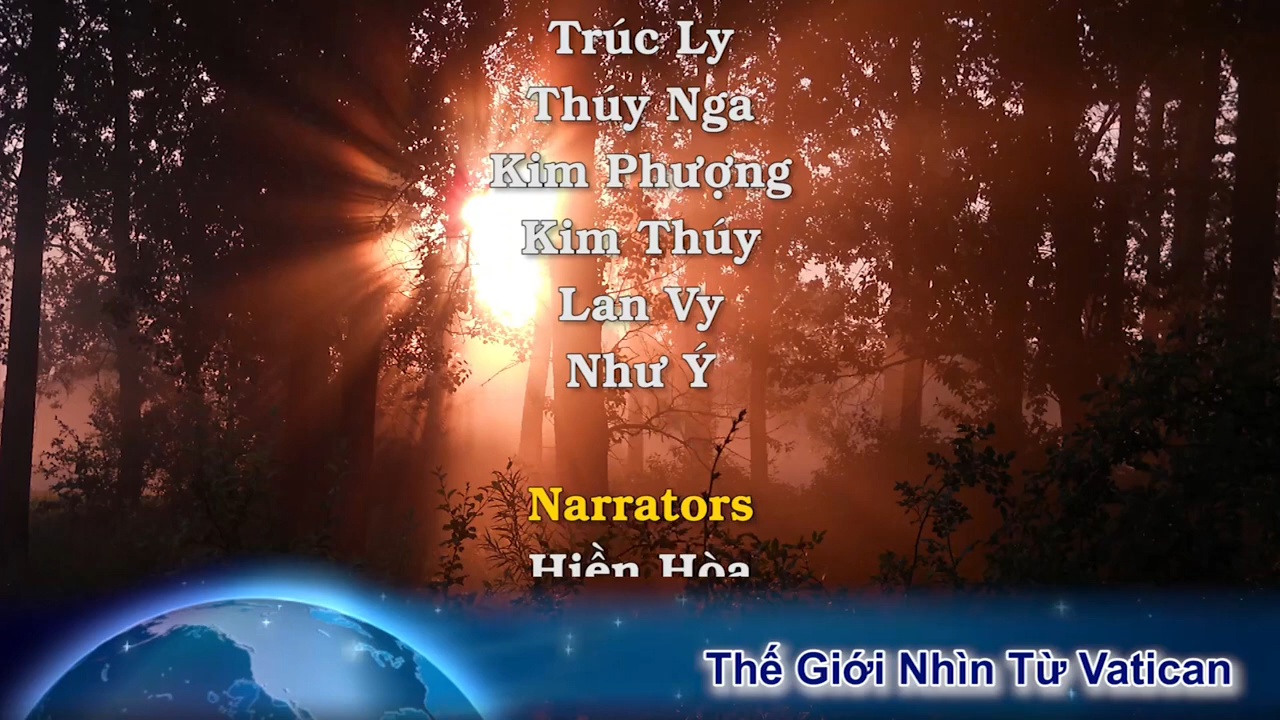 Trúc Ly
Thúy Nga
Kim Phượng
Kim Thúy
Lan Vy
Như Ý
Narrators
Hiền Hòa
Thế Giới Nhìn Từ Vatican